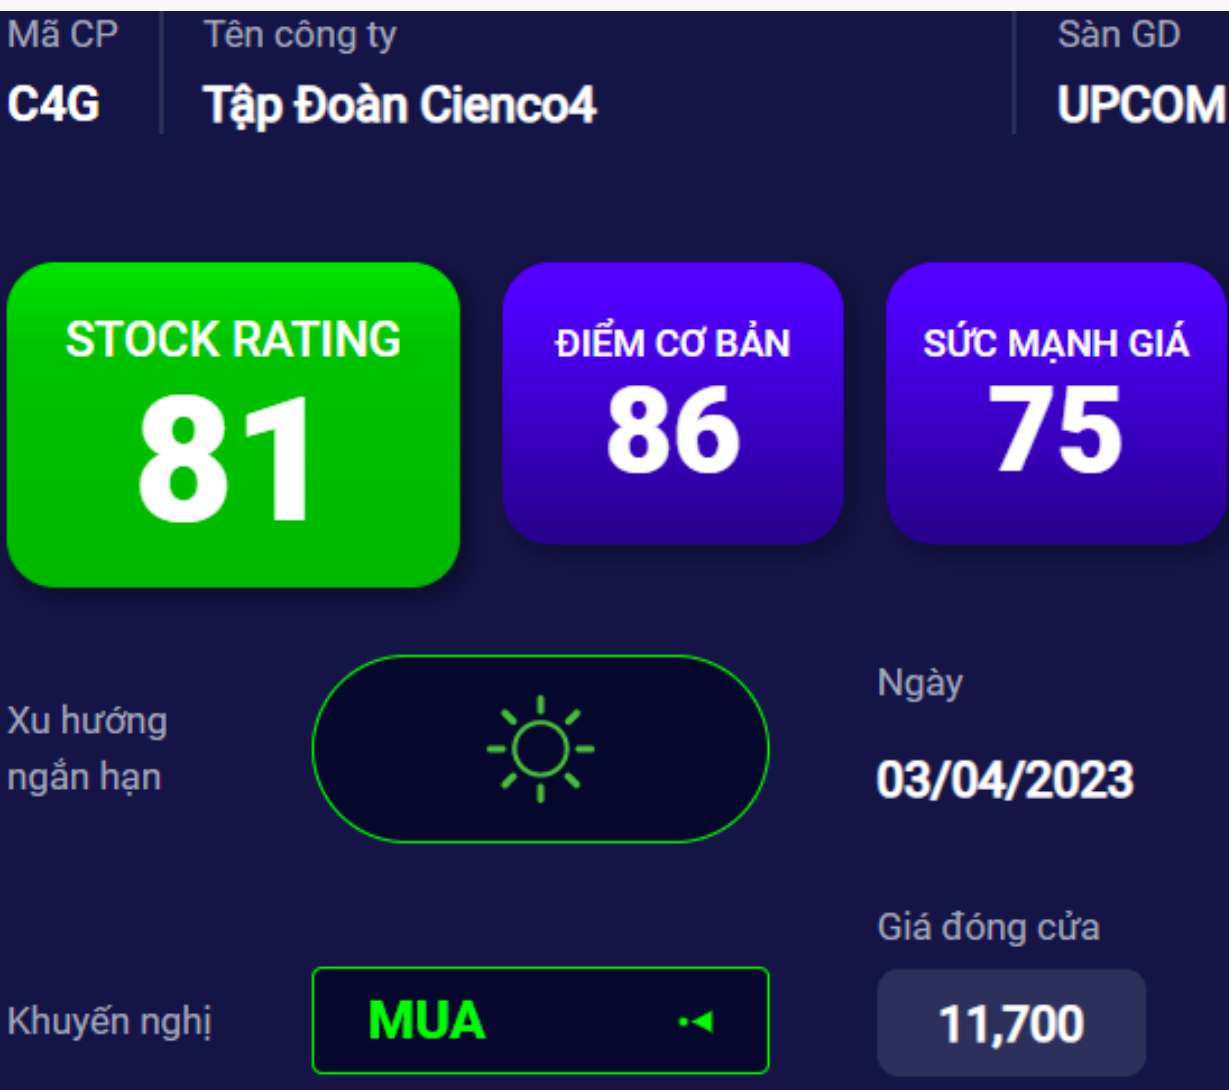 Mã CP
Tên công ty
Sàn GD
C4G
Tập Đoàn Cienco4
UPCOM
STOCK RATING
81
ĐIỂM CƠ BẢN
86
SỨC MẠNH GIÁ
75
Xu hướng
ngắn hạn
Ngày
03/04/2023
Giá đóng cửa
Khuyến nghị
MUA
11,700